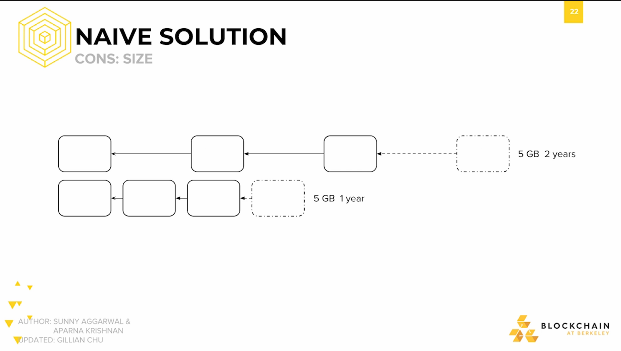 22
NAIVE SOLUTION
CONS: SIZE
5 GB 2 years
5 GB 1 year
AUTHOR: SUNNY AGGARWAL &
APARNA KRISHNAN
UPDATED: GILLIAN CHU
BLOCKCHAIN
AT BERKELEY